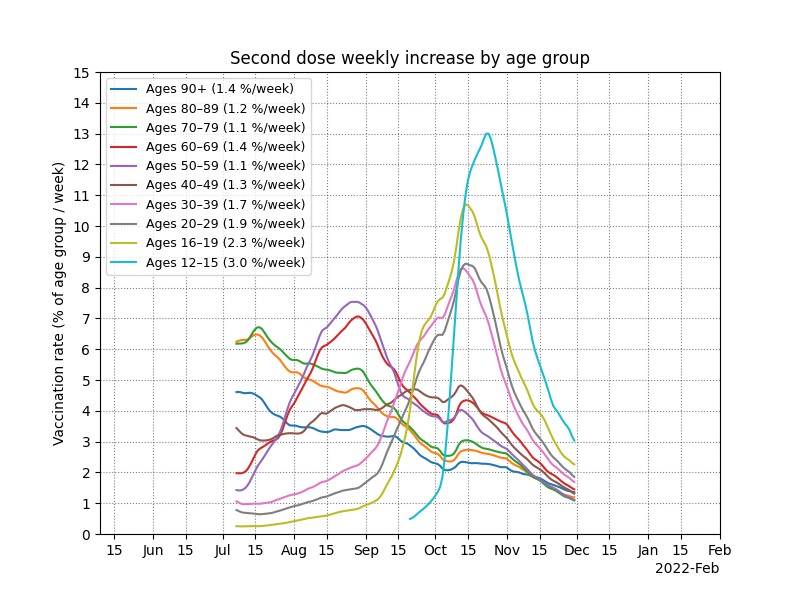 Second dose weekly increase by age group
Vaccination rate (% of age group / week)
15
14
13
12
11
10
9
8
7
6
5
4
3
2
1
0
Ages 90+ (1.4 %/week)
Ages 80–89 (1.2 %/week)
Ages 70–79 (1.1 %/week)
Ages 60–69 (1.4 %/week)
Ages 50–59 (1.1 %/week)
Ages 40–49 (1.3 %/week)
Ages 30–39 (1.7 %/week)
Ages 20–29 (1.9 %/week)
Ages 16–19 (2.3 %/week)
Ages 12–15 (3.0 %/week)
15 Jun 15 Jul 15 Aug 15 Sep 15 Oct 15 Nov 15 Dec 15 Jan 15 Feb
2022-Feb